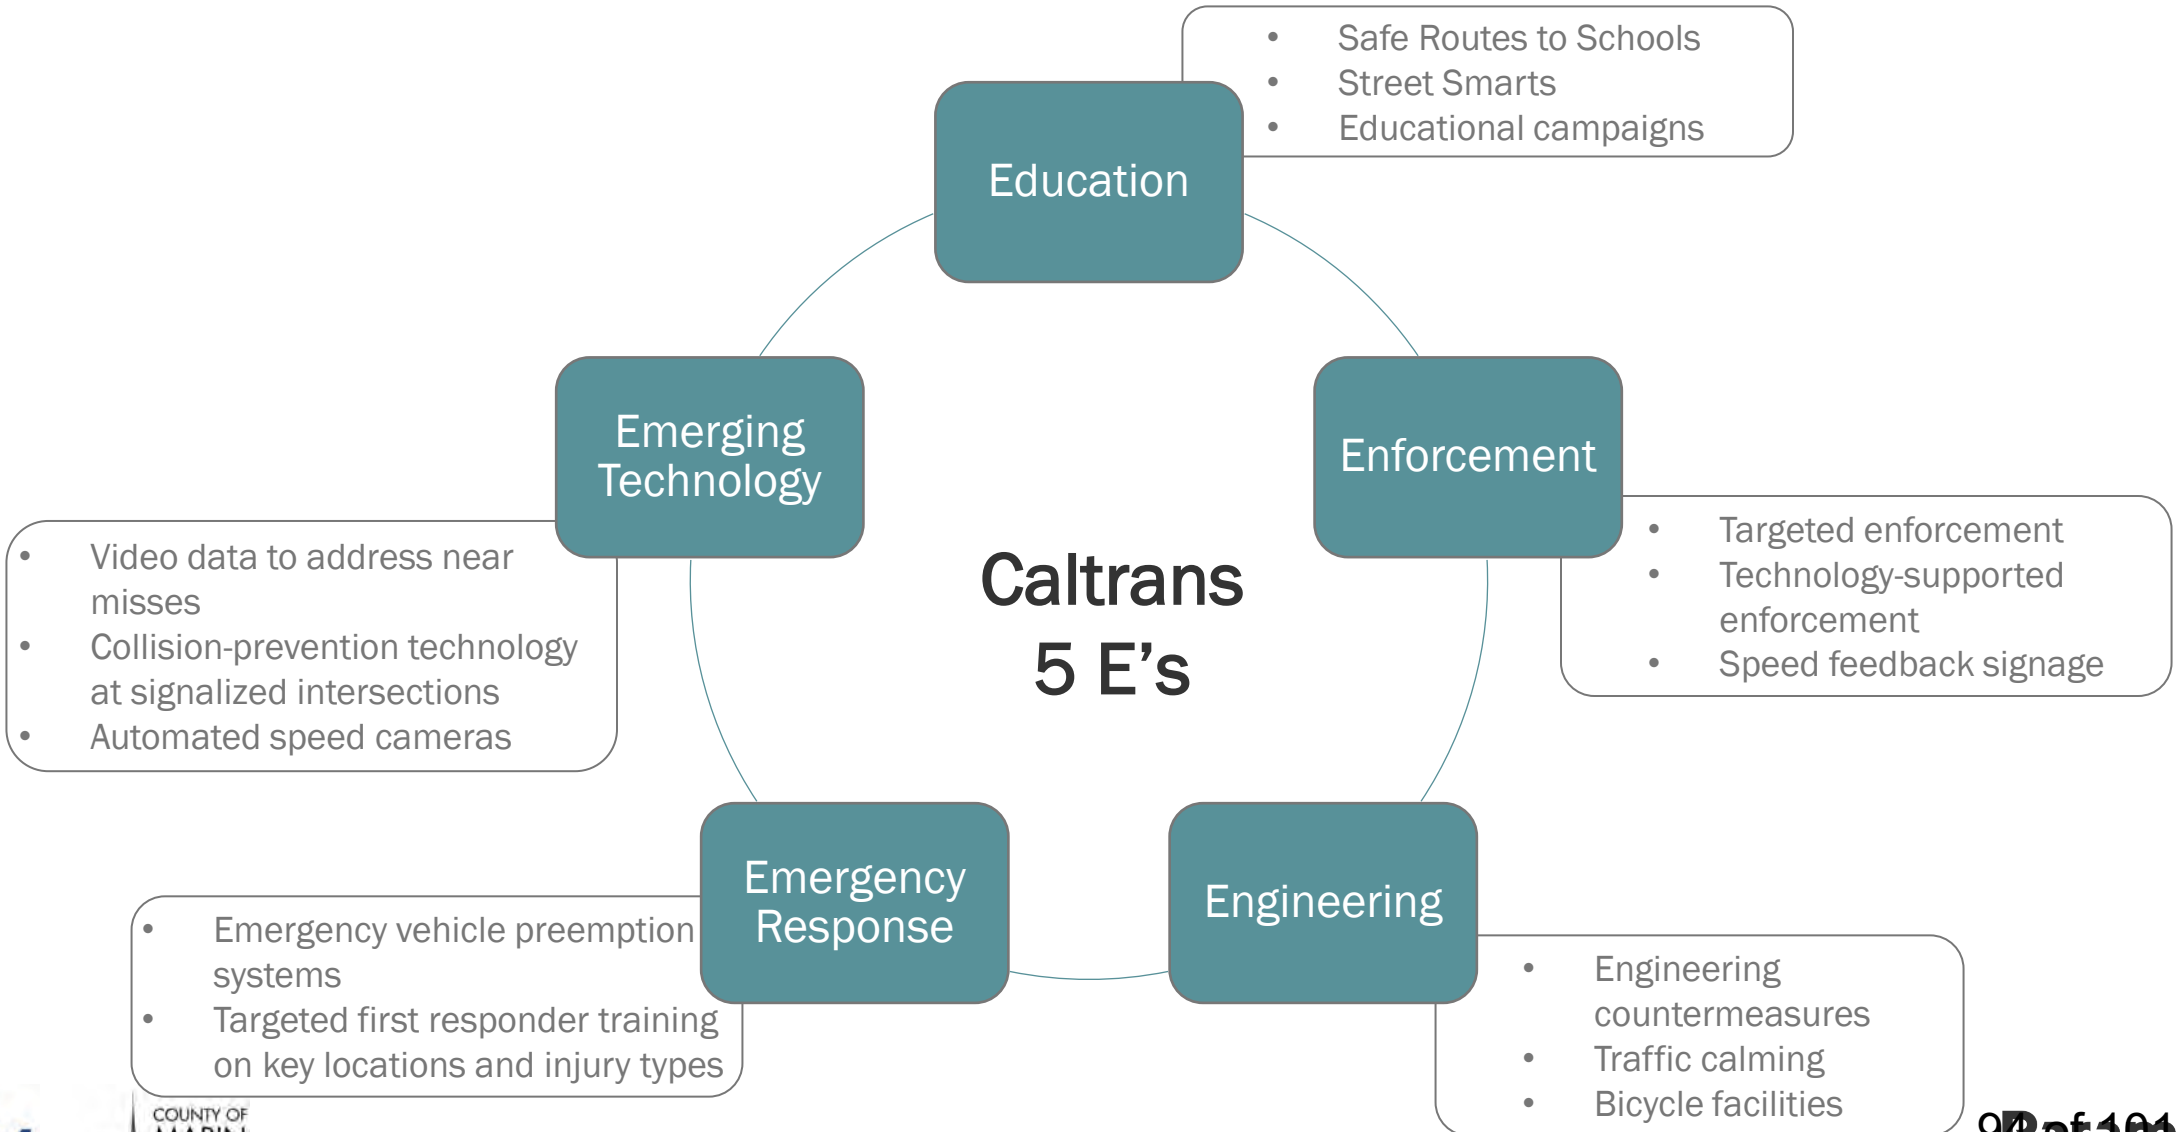 • Safe Routes to Schools
• Street Smarts
• Educational campaigns
Education
Emerging
Technology
Enforcement
• Video data to address near
misses
• Collision-prevention technology
at signalized intersections
• Automated speed cameras
Caltrans
5 E’s
• Targeted enforcement
• Technology-supported
enforcement
• Speed feedback signage
Emergency
Response
Engineering
• Emergency vehicle preemption
systems
• Targeted first responder training
on key locations and injury types
• Engineering
countermeasures
• Traffic calming
• Bicycle facilities
COUNTY OF
94 of 101